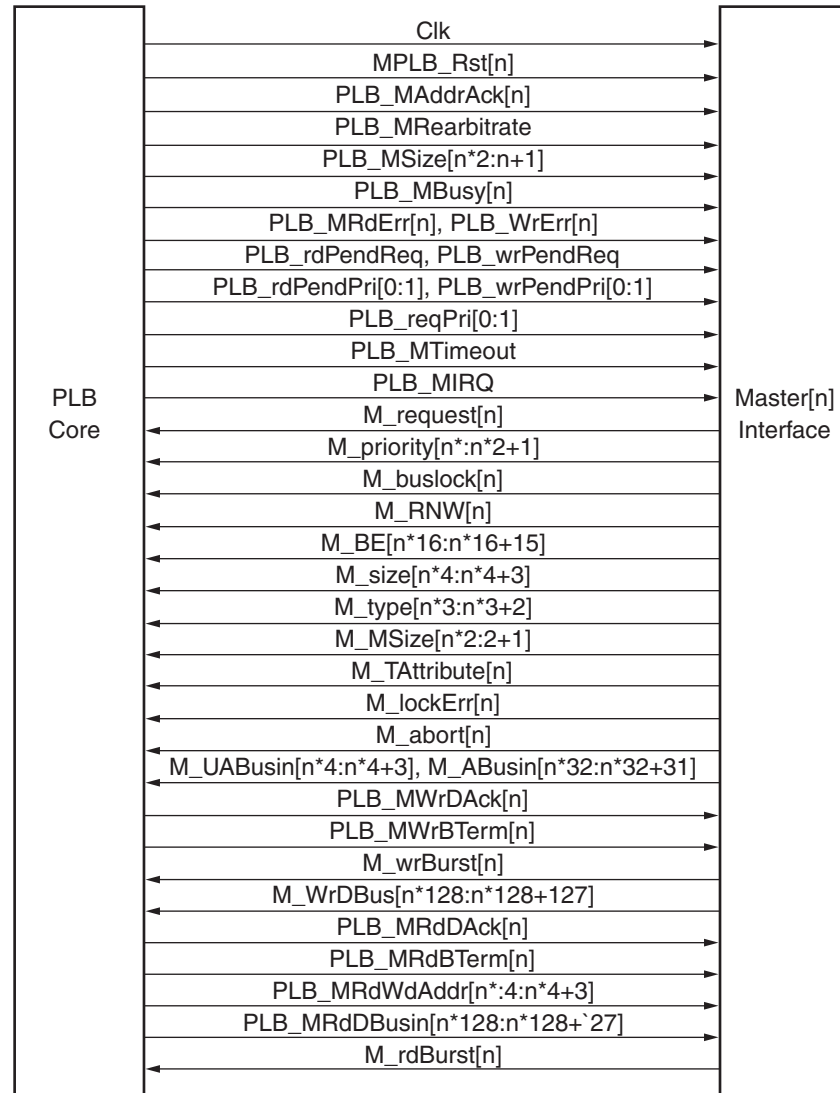 Clk
MPLB_Rst[n]
PLB_MAddrAck[n]
PLB_MRearbitrate
PLB_MSize[n*2:n+1]
PLB_MBusy[n]
PLB_MRdErr[n], PLB_WrErr[n]
PLB_rdPendReq, PLB_wrPendReq
PLB_rdPendPri[0:1], PLB_wrPendPri[0:1]
PLB_reqPri[0:1]
PLB_MTimeout
PLB_MIRQ
PLB
Core
Master[n]
Interface
M_request[n]
M_priority[n*:n*2+1]
M_buslock[n]
M_RNW[n]
M_BE[n*16:n*16+15]
M_size[n*4:n*4+3]
M_type[n*3:n*3+2]
M_MSize[n*2:2+1]
M_TAttribute[n]
M_lockErr[n]
M_abort[n]
M_UABusin[n*4:n*4+3], M_ABusin[n*32:n*32+31]
PLB_MWrDAck[n]
PLB_MWrBTerm[n]
M_wrBurst[n]
M_WrDBus[n*128:n*128+127]
PLB_MRdDAck[n]
PLB_MRdBTerm[n]
PLB_MRdWdAddr[n*:4:n*4+3]
PLB_MRdDBusin[n*128:n*128+`27]
M_rdBurst[n]